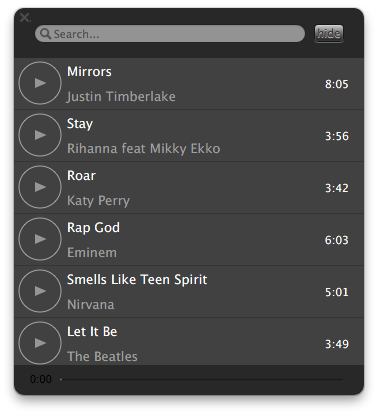 Search...
hide
Mirrors
Justin Timberlake
8:05
Stay
Rihanna feat Mikky Ekko
3:56
Roar
Katy Perry
3:42
Rap God
Eminem
6:03
Smells Like Teen Spirit
Nirvana
5:01
Let It Be
The Beatles
3:49
0:00